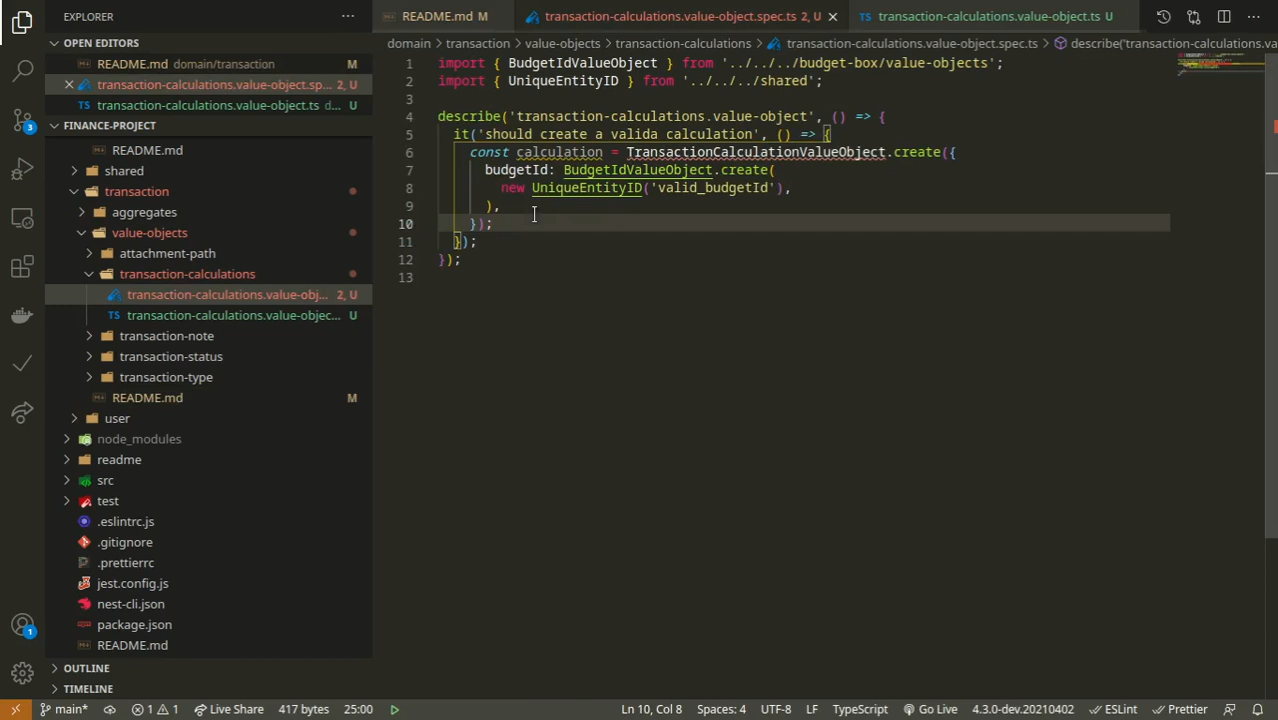 EXPLORER
···
OPEN EDITORS
README.md domain/transaction M
transaction-calculations.value-object.sp... 2, U
TS transaction-calculations.value-object.ts d... U
FINANCE-PROJECT
README.md
shared
transaction
aggregates
value-objects
attachment-path
transaction-calculations
transaction-calculations.value-obj... 2, U
TS transaction-calculations.value-objec... U
transaction-note
transaction-status
transaction-type
README.md M
user
node_modules
readme
src
test
.eslintrc.js
.gitignore
.prettierrc
jest.config.js
nest-cli.json
package.json
README.md
OUTLINE
TIMELINE
3
1
README.md M
transaction-calculations.value-object.spec.ts 2, U
TS transaction-calculations.value-object.ts U
domain > transaction > value-objects > transaction-calculations > transaction-calculations.value-object.spec.ts > describe('transaction-calculations.va
1 import { BudgetIdValueObject } from '../../../budget-box/value-objects';
2 import { UniqueEntityID } from '../../../shared';
3
4 describe('transaction-calculations.value-object', () => {
5 it('should create a valida calculation', () => {
6 const calculation = TransactionCalculationValueObject.create({
7 budgetId: BudgetIdValueObject.create(
8 new UniqueEntityID('valid_budgetId'),
9 ),
10 });
11 });
12 });
13
main* 1 1 Live Share 417 bytes 25:00 Ln 10, Col 8 Spaces: 4 UTF-8 LF TypeScript Go Live 4.3.0-dev.20210402 ESLint Prettier